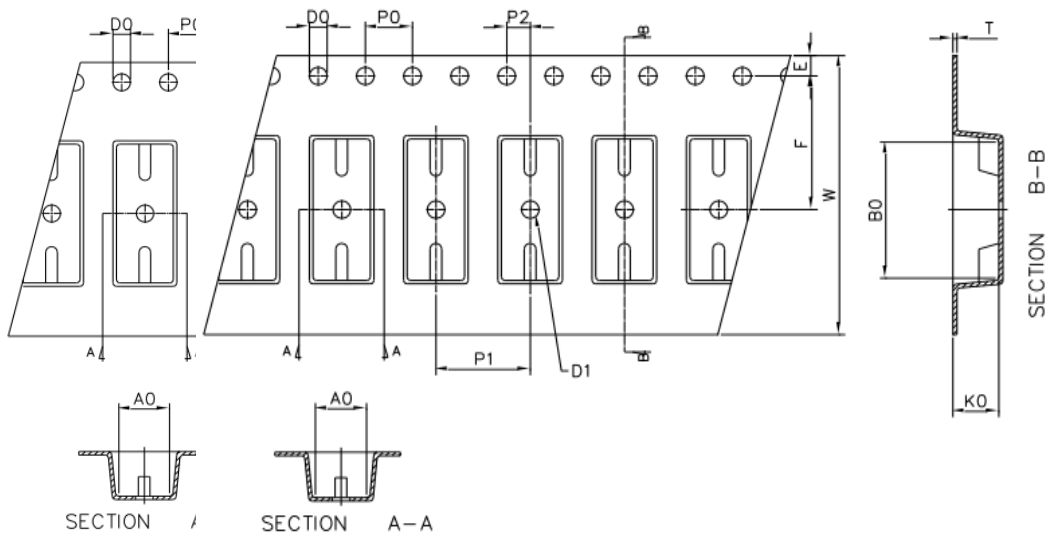 D0
P0
D0
P0
P2
B
T
E
F
W
B0
SECTION B-B
A
A
A
P1
B
D1
K0
A0
A0
SECTION A
SECTION A-A